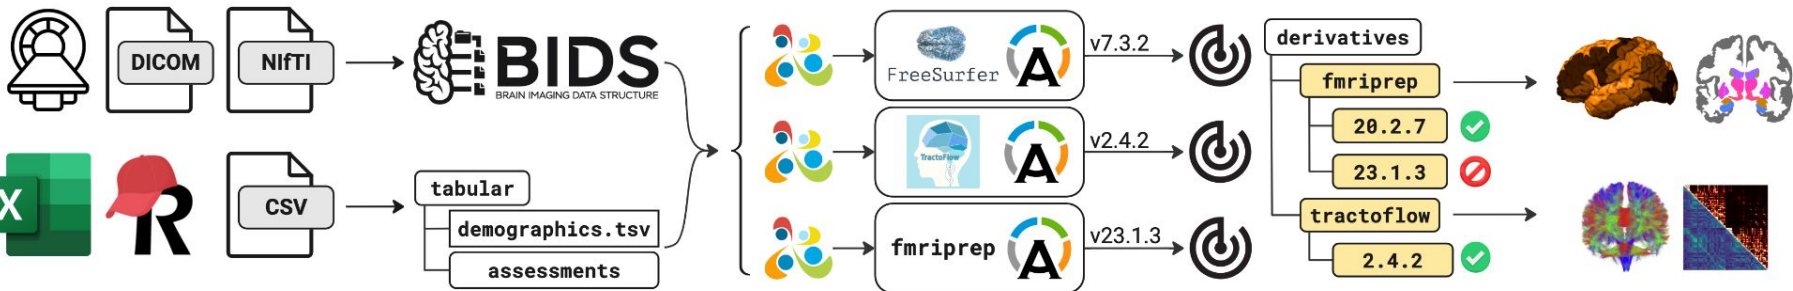 DICOM
NIfTI
BIDS
BRAIN IMAGING DATA STRUCTURE
X
R
CSV
tabular
demographics.tsv
assessments
FreeSurfer
A
v7.3.2
TractoFlow
A
v2.4.2
fmriprep
A
v23.1.3
derivatives
fmriprep
20.2.7
23.1.3
tractoflow
2.4.2